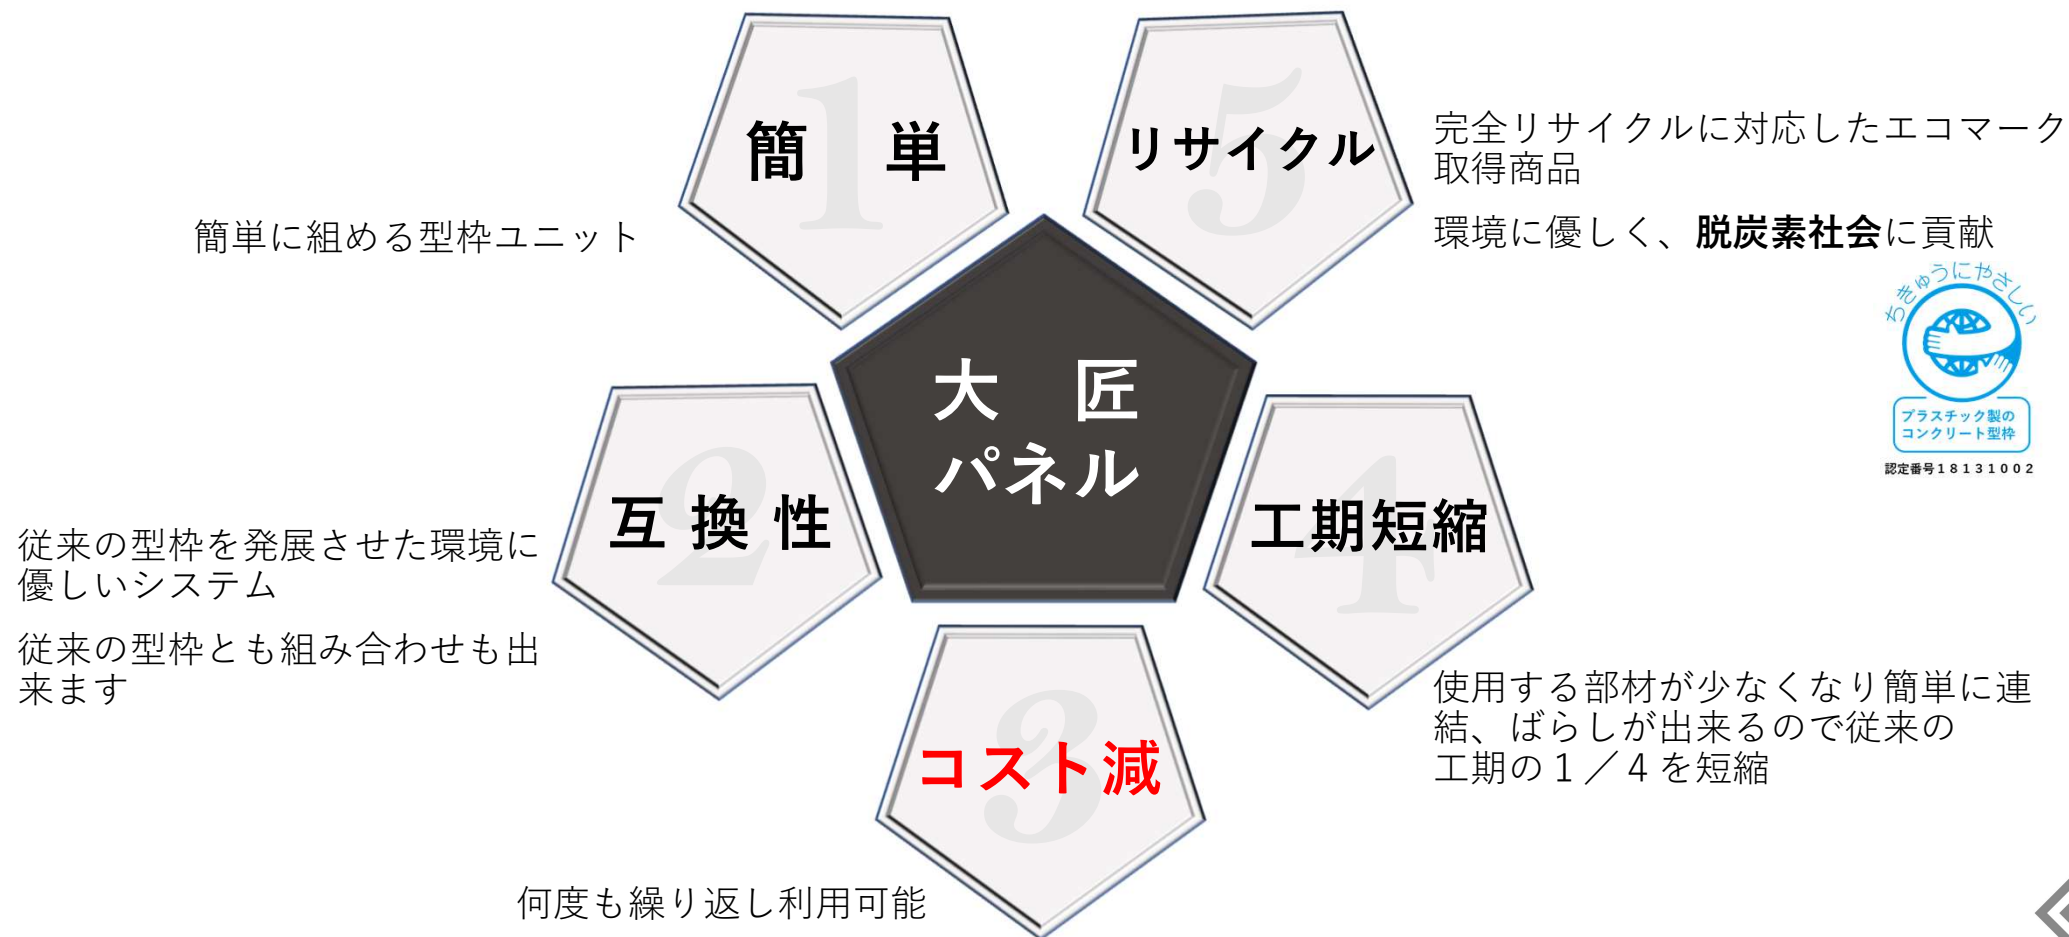 1
簡　単
簡単に組める型枠ユニット
5
リサイクル
完全リサイクルに対応したエコマーク
取得商品
環境に優しく、脱炭素社会に貢献
ちきゅうにやさしい
プラスチック製の
コンクリート型枠
認定番号１８１３１００２
大　匠
パネル
2
互 換 性
従来の型枠を発展させた環境に
優しいシステム
従来の型枠とも組み合わせも出
来ます
4
工期短縮
使用する部材が少なくなり簡単に連
結、ばらしが出来るので従来の
工期の１／４を短縮
3
コスト減
何度も繰り返し利用可能